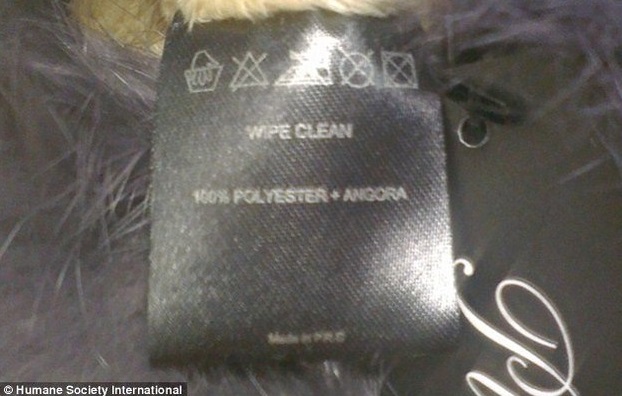 WIPE CLEAN
100% POLYESTER + ANGORA
Made in P.R.C
© Humane Society International